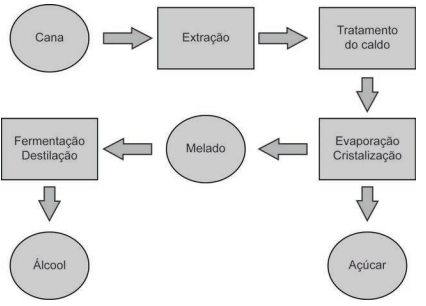 Cana
Extração
Tratamento
do caldo
Evaporação
Cristalização
Melado
Fermentação
Destilação
Álcool
Açúcar